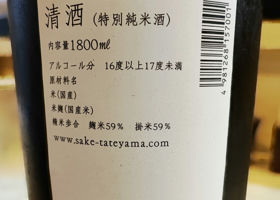 清酒(特別純米酒)
内容量1800ml
アルコール分 16度以上17度未満
原材料名
米(国産)
米麹(国産米)
精米歩合 麹米59% 掛米59%
www.sake-tateyama.com
4981268157001